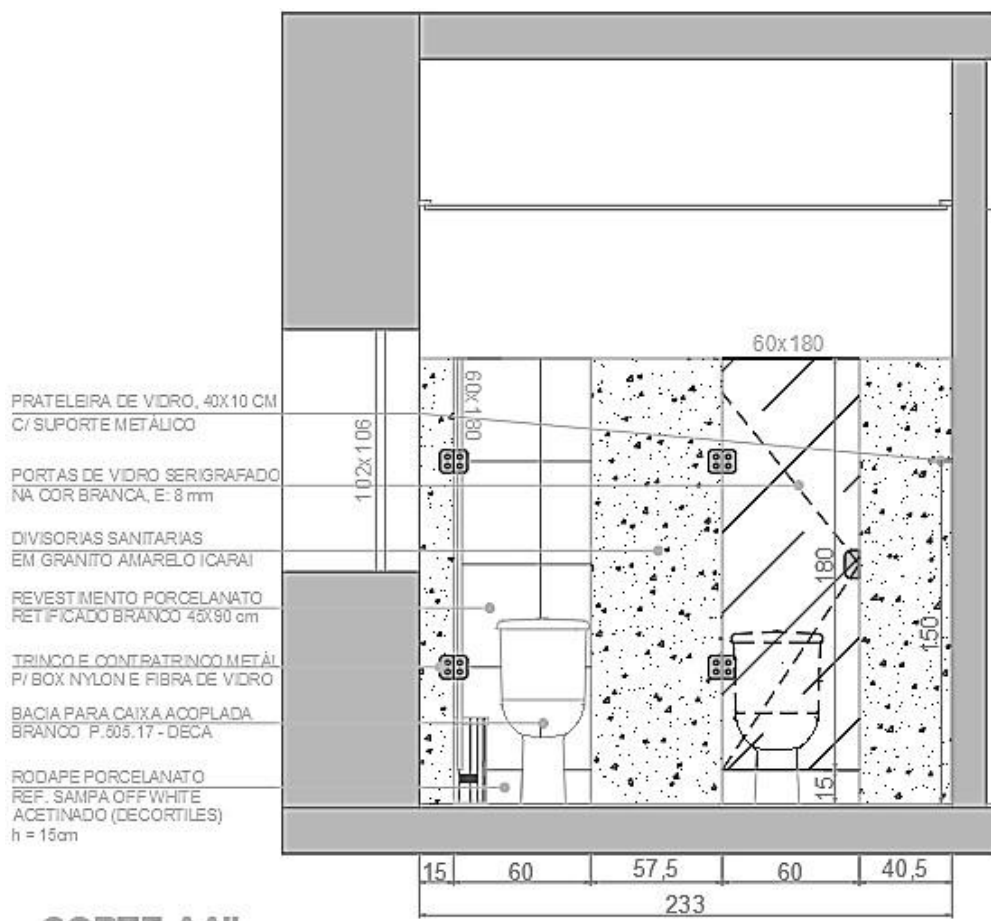 60x180
PRATELEIRA DE VIDRO, 40X10 CM
C/ SUPORTE METÁLICO
60x180
102x106
PORTAS DE VIDRO SERIGRAFADO
NA COR BRANCA, E: 8 mm
DIVISORIAS SANITARIAS
EM GRANITO AMARELO ICARAI
180
REVESTIMENTO PORCELANATO
RETIFICADO BRANCO 45X90 cm
150
TRINCO E CONTRATRINCO METÁL
P/ BOX NYLON E FIBRA DE VIDRO
BACIA PARA CAIXA ACOPLADA
BRANCO P.505.17 - DECA
RODAPE PORCELANATO
REF. SAMPA OFF WHITE
ACETINADO (DECORTILES)
h = 15cm
15
15 60 57,5 60 40,5
233